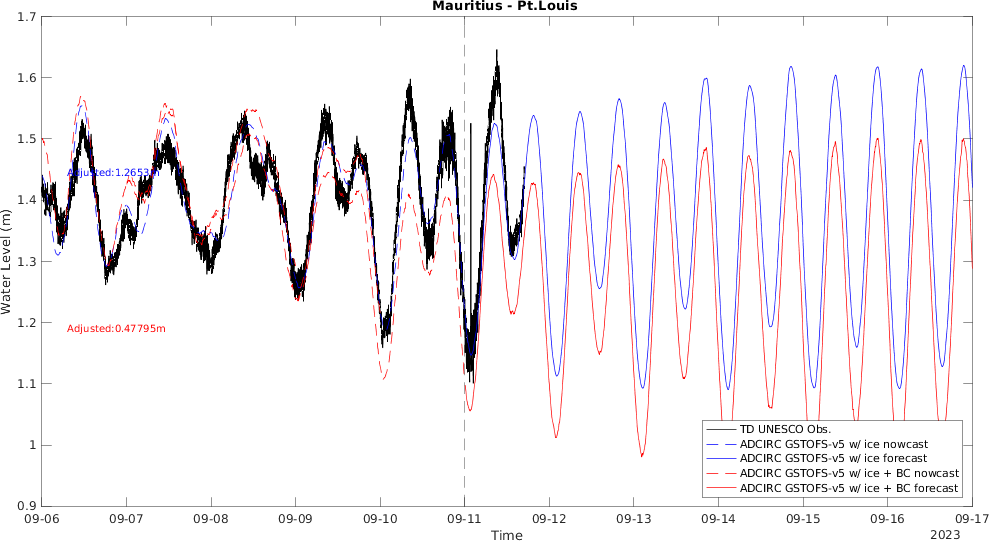 Mauritius - Pt.Louis
1.7
1.6
1.5
1.4
1.3
1.2
1.1
1
0.9
Water Level (m)
Adjusted:1.2653m
Adjusted:0.47795m
TD UNESCO Obs.
ADCIRC GSTOFS-v5 w/ ice nowcast
ADCIRC GSTOFS-v5 w/ ice forecast
ADCIRC GSTOFS-v5 w/ ice + BC nowcast
ADCIRC GSTOFS-v5 w/ ice + BC forecast
09-06 09-07 09-08 09-09 09-10 09-11 09-12 09-13 09-14 09-15 09-16 09-17
Time
2023